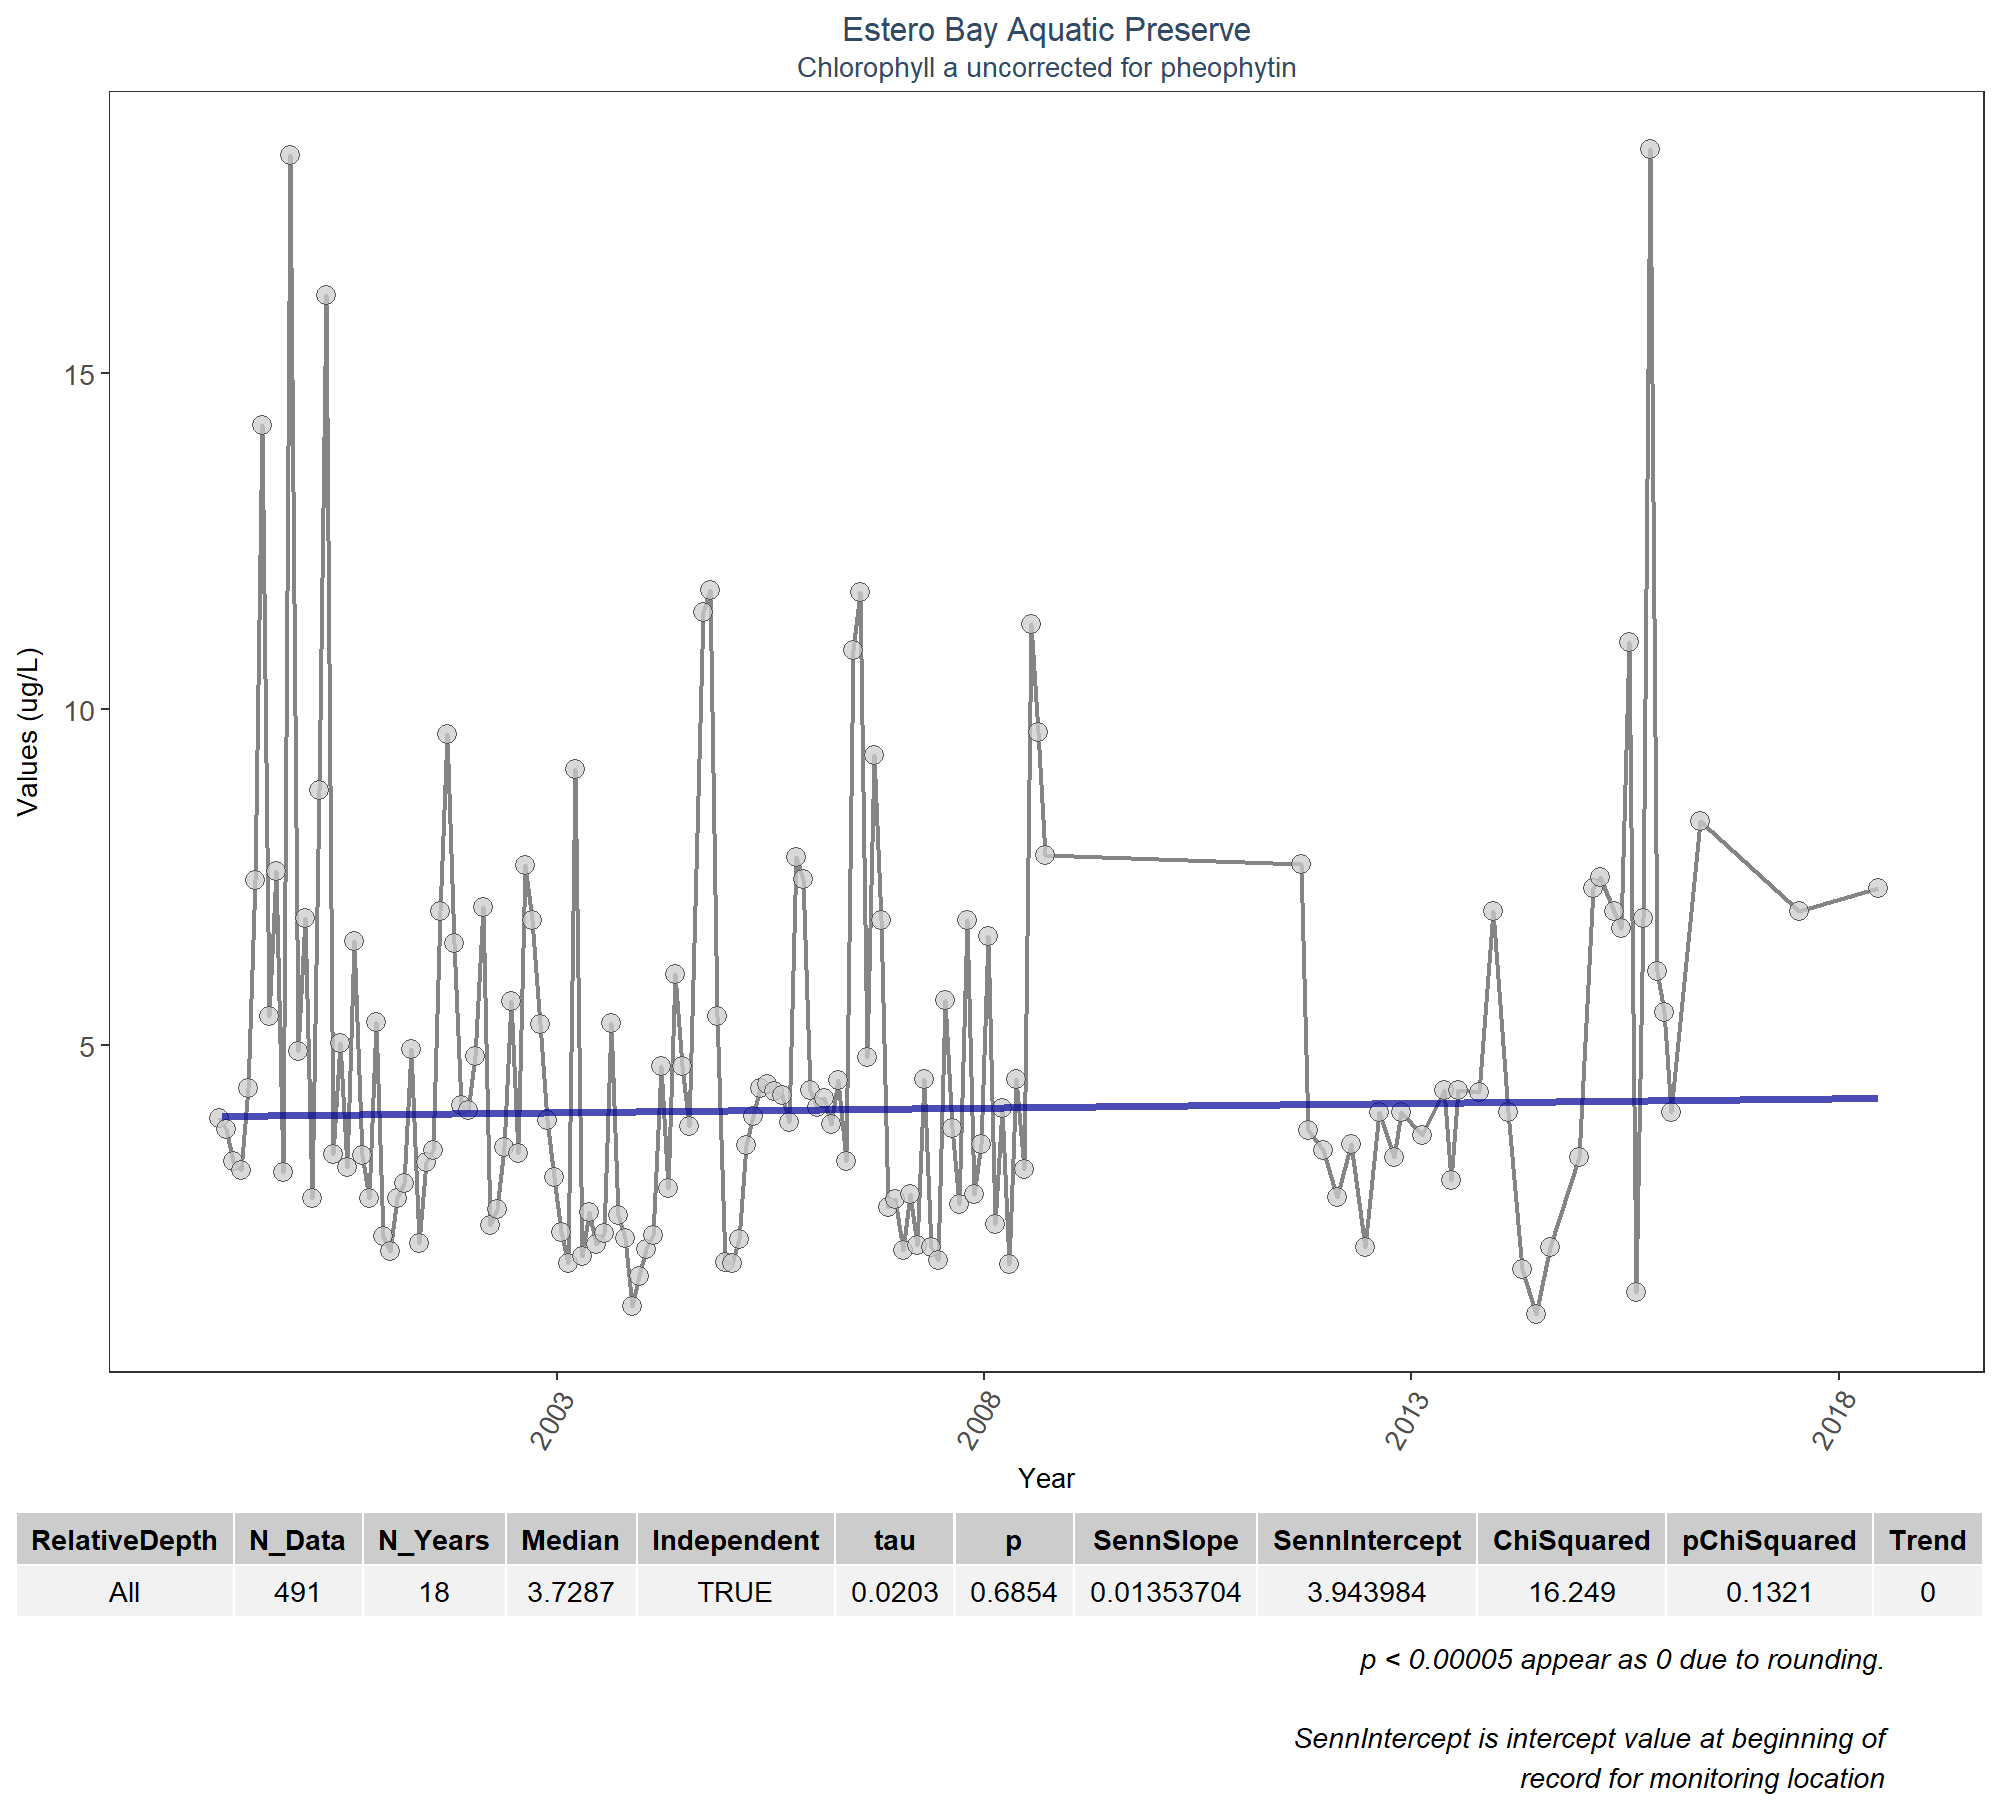 Estero Bay Aquatic Preserve
Chlorophyll a uncorrected for pheophytin
Values (ug/L)
15
10
5
2003
2008
2013
2018
Year
RelativeDepth N_Data N_Years Median Independent tau p SennSlope SennIntercept ChiSquared pChiSquared Trend
All 491 18 3.7287 TRUE 0.0203 0.6854 0.01353704 3.943984 16.249 0.1321 0
p < 0.00005 appear as 0 due to rounding.
SennIntercept is intercept value at beginning of
record for monitoring location